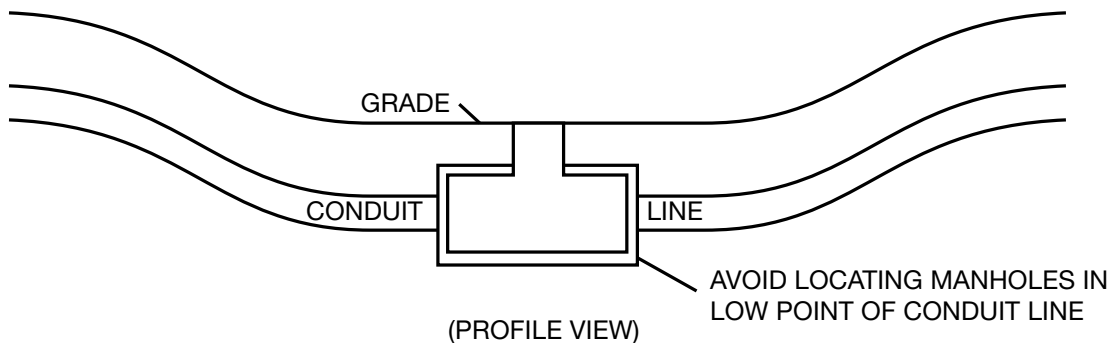 GRADE
CONDUIT
LINE
AVOID LOCATING MANHOLES IN
LOW POINT OF CONDUIT LINE
(PROFILE VIEW)